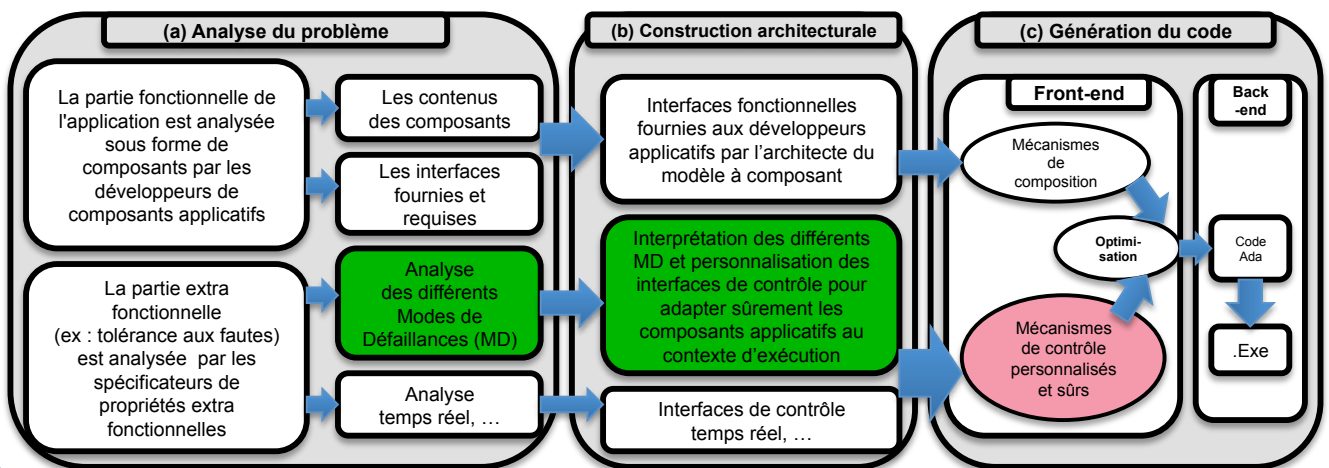 (a) Analyse du problème
La partie fonctionnelle de
l'application est analysée
sous forme de
composants par les
développeurs de
composants applicatifs
Les contenus
des composants
Les interfaces
fournies et
requises
La partie extra
fonctionnelle
(ex : tolérance aux fautes)
est analysée par les
spécificateurs de
propriétés extra
fonctionnelles
Analyse
des différents
Modes de
Défaillances (MD)
Analyse
temps réel, …
(b) Construction architecturale
Interfaces fonctionnelles
fournies aux développeurs
applicatifs par l’architecte du
modèle à composant
Interprétation des différents
MD et personnalisation des
interfaces de contrôle pour
adapter sûrement les
composants applicatifs au
contexte d’exécution
Interfaces de contrôle
temps réel, …
(c) Génération du code
Front-end
Mécanismes
de
composition
Optimi-
sation
Mécanismes
de contrôle
personnalisés
et sûrs
Back
-end
Code
Ada
.Exe